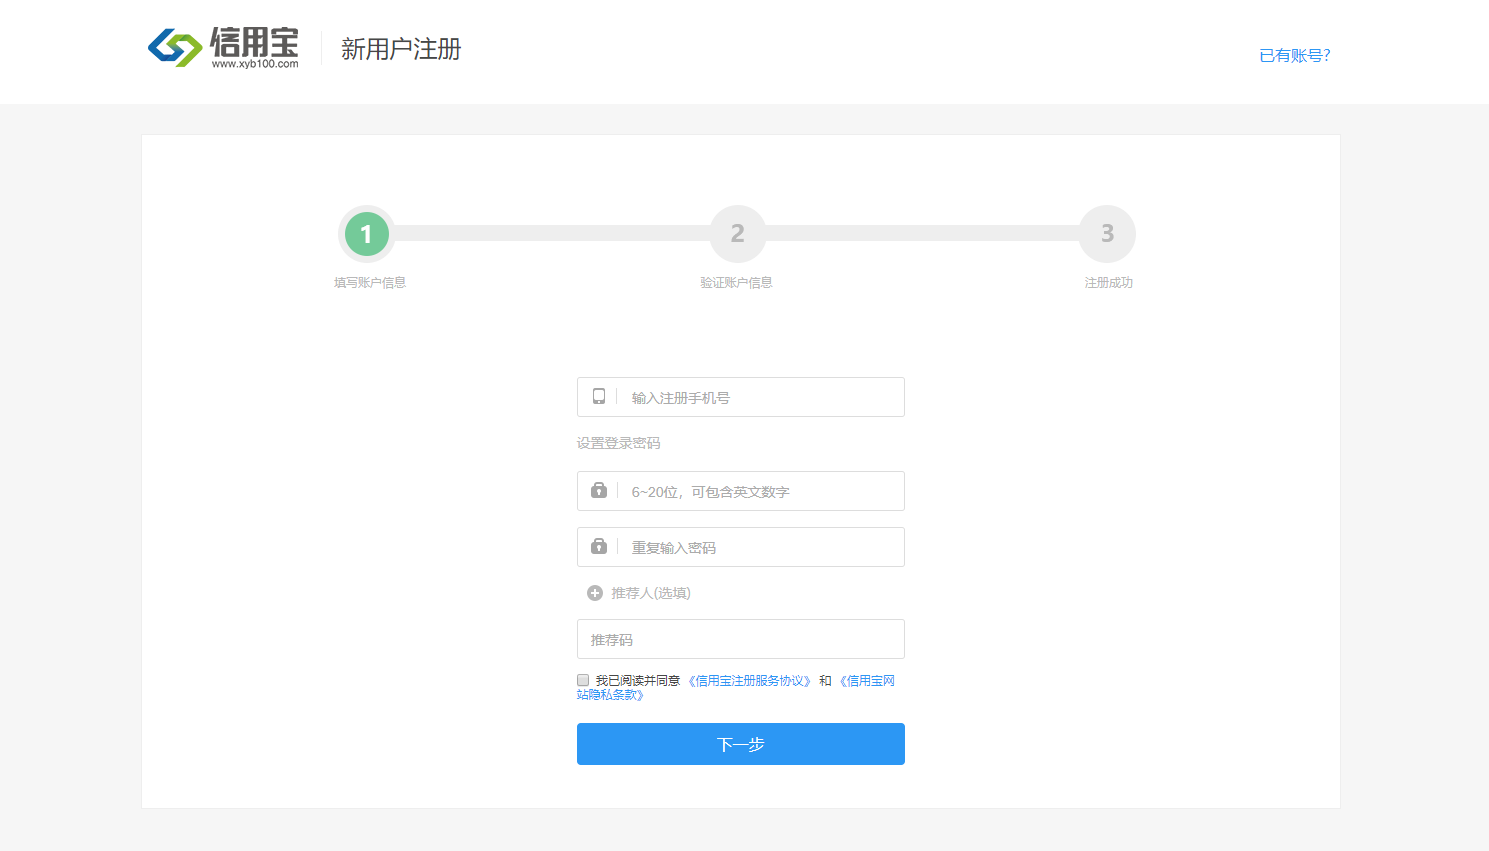 信用宝
www.xyb100.com
新用户注册
已有账号?
1
2
3
填写账户信息
验证账户信息
注册成功
输入注册手机号
设置登录密码
6~20位，可包含英文数字
重复输入密码
推荐人(选填)
推荐码
我已阅读并同意 《信用宝注册服务协议》 和 《信用宝网
站隐私条款》
下一步